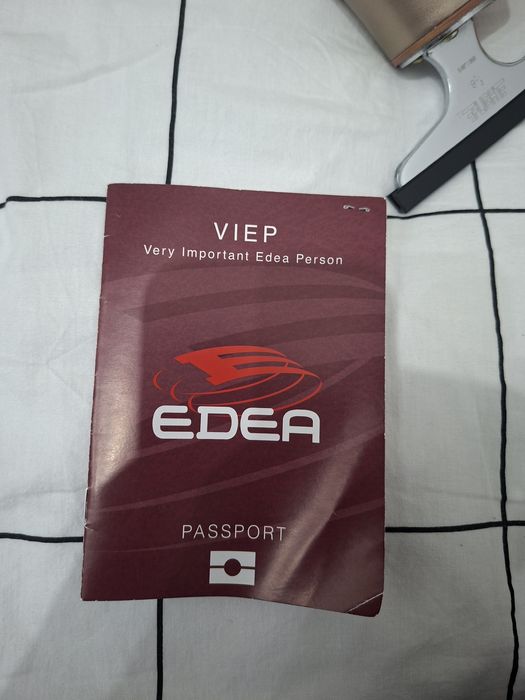 VIEP
Very Important Edea Person
EDEA
PASSPORT